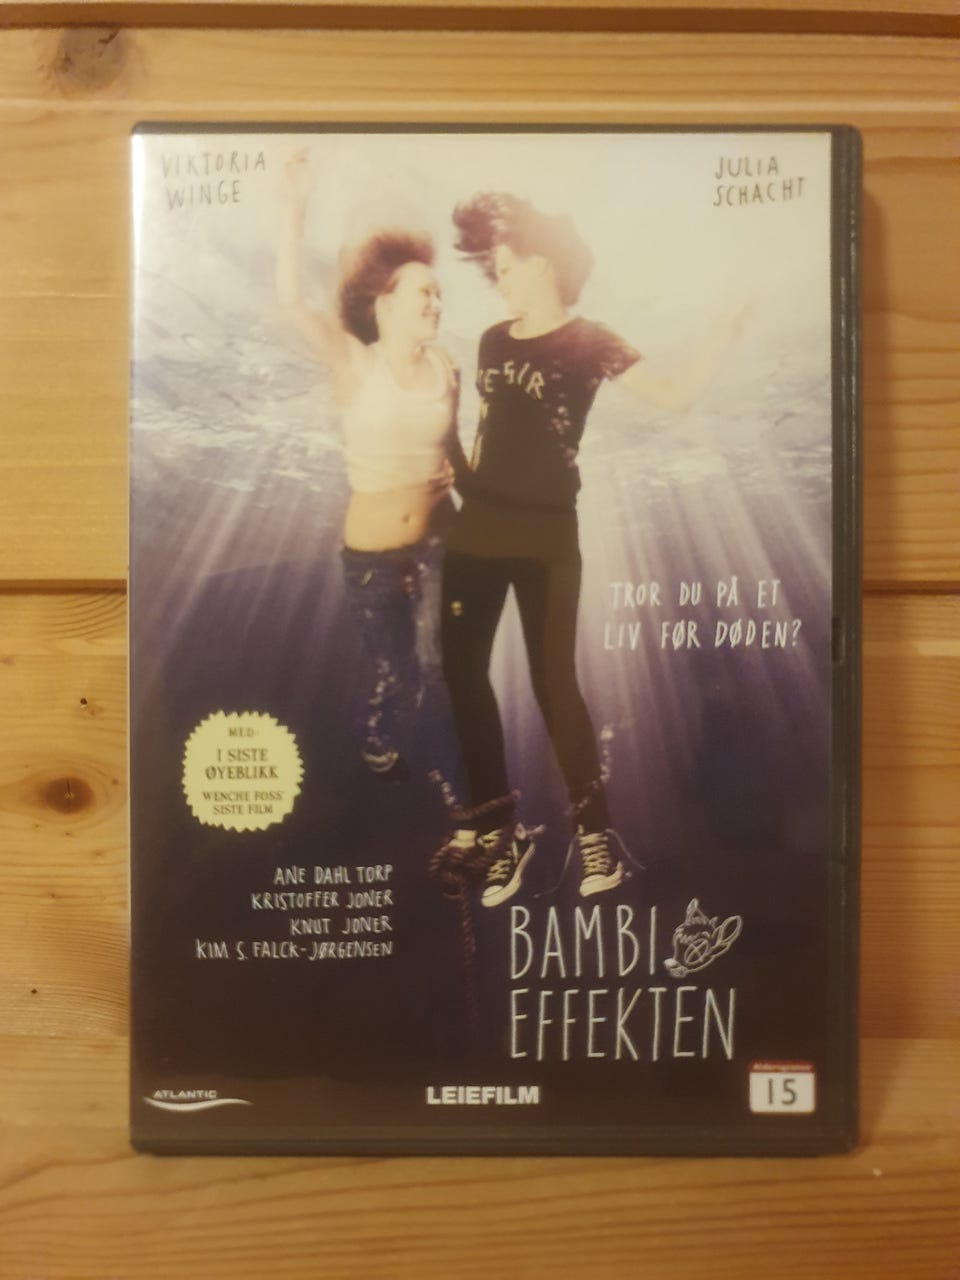 VIKTORIA
WINGE
JULIA
SCHACHT
TROR DU PÅ ET
LIV FØR DØDEN?
MED:
I SISTE
ØYEBLIKK
WENCHE FOSS'
SISTE FILM
ANE DAHL TORP
KRISTOFFER JONER
KNUT JONER
KIM S. FALCK-JØRGENSEN
BAMBI
EFFEKTEN
ATLANTIC
LEIEFILM
15